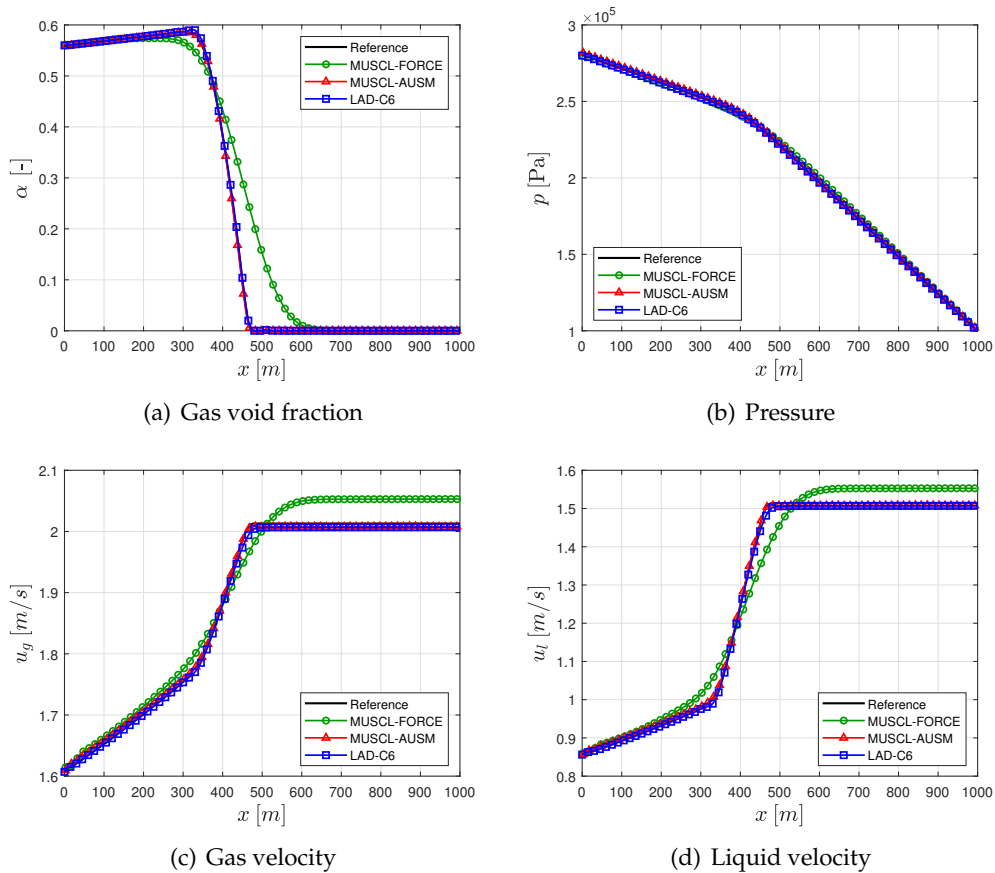 0.6
0.5
0.4
0.3
0.2
0.1
0
α [-]
0 100 200 300 400 500 600 700 800 900 1000
x [m]
Reference
MUSCL-FORCE
MUSCL-AUSM
LAD-C6
(a) Gas void fraction
×10⁵
3
2.5
2
1.5
1
p [Pa]
0 100 200 300 400 500 600 700 800 900 1000
x [m]
Reference
MUSCL-FORCE
MUSCL-AUSM
LAD-C6
(b) Pressure
2.1
2
1.9
1.8
1.7
1.6
u_g [m/s]
0 100 200 300 400 500 600 700 800 900 1000
x [m]
Reference
MUSCL-FORCE
MUSCL-AUSM
LAD-C6
(c) Gas velocity
1.6
1.5
1.4
1.3
1.2
1.1
1
0.9
0.8
u_l [m/s]
0 100 200 300 400 500 600 700 800 900 1000
x [m]
Reference
MUSCL-FORCE
MUSCL-AUSM
LAD-C6
(d) Liquid velocity